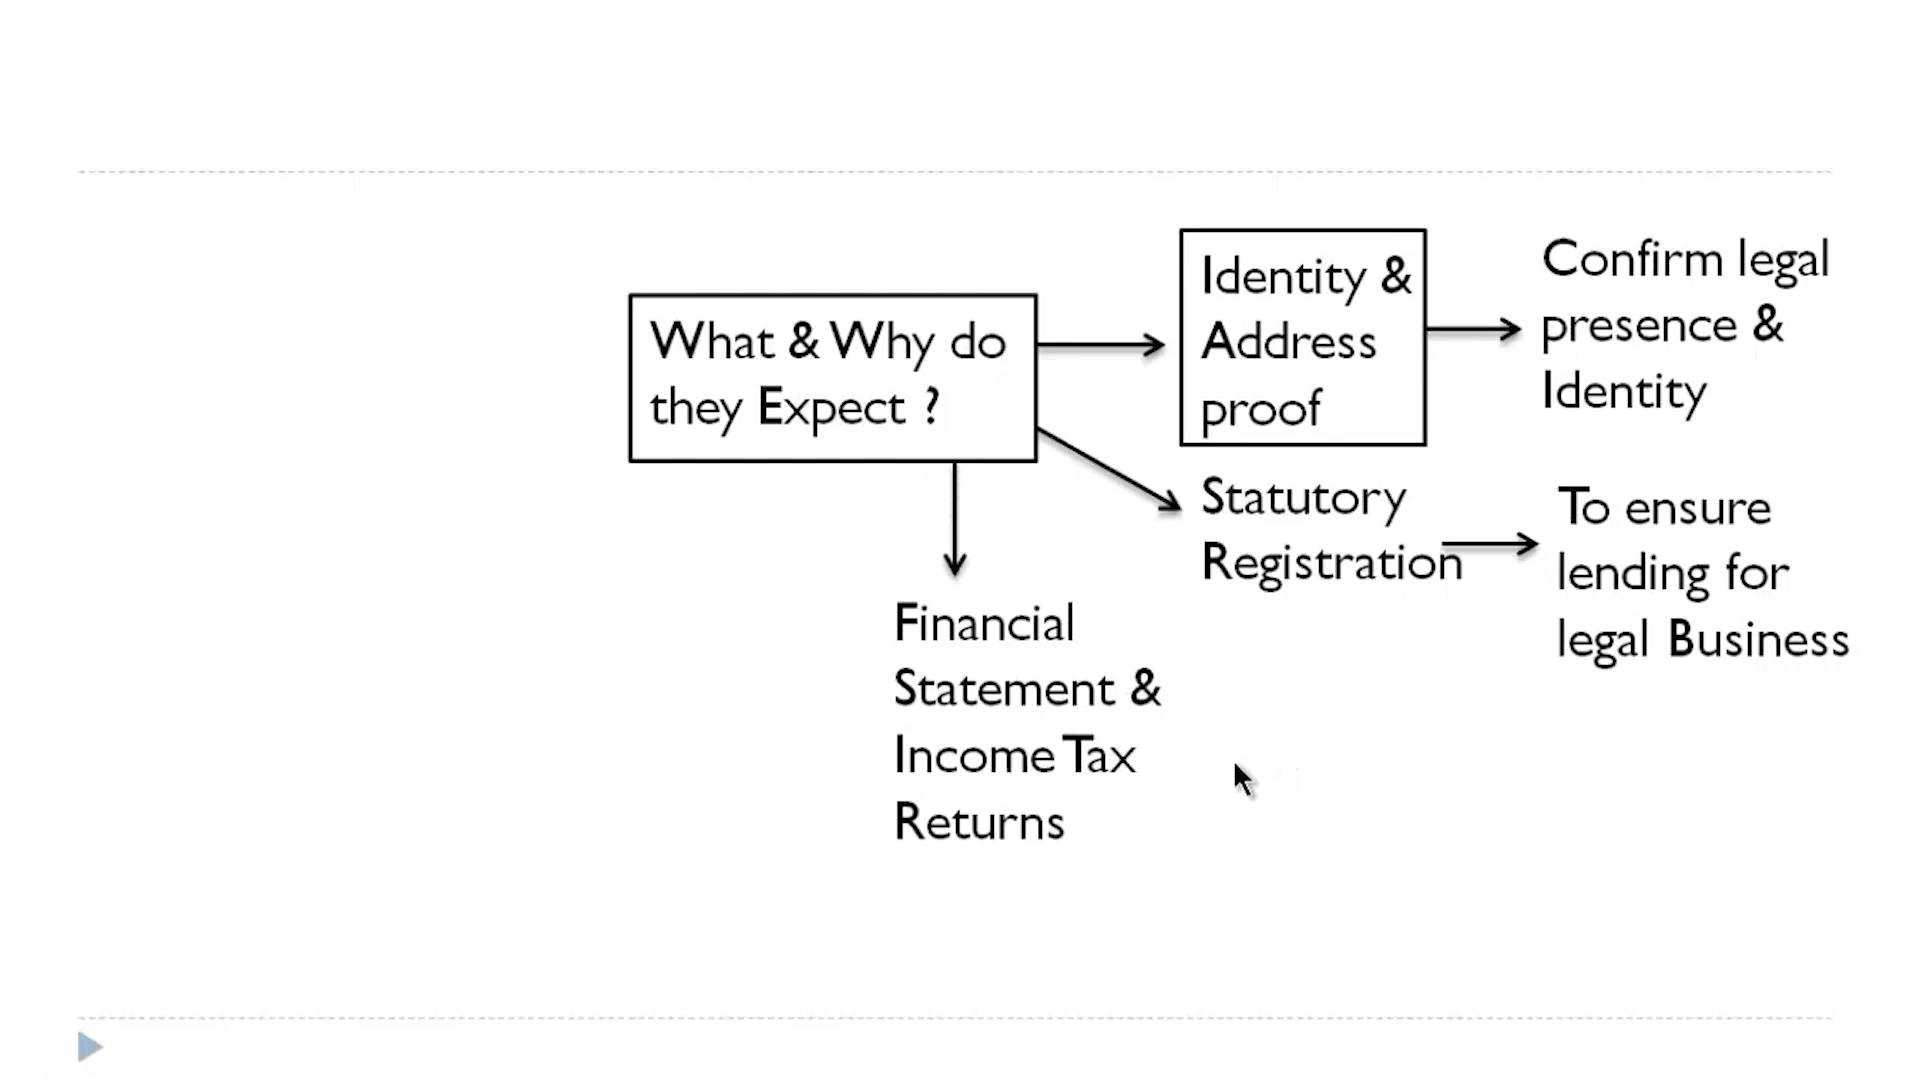 What & Why do
they Expect ?
Identity &
Address
proof
Confirm legal
presence &
Identity
Statutory
Registration
To ensure
lending for
legal Business
Financial
Statement &
Income Tax
Returns